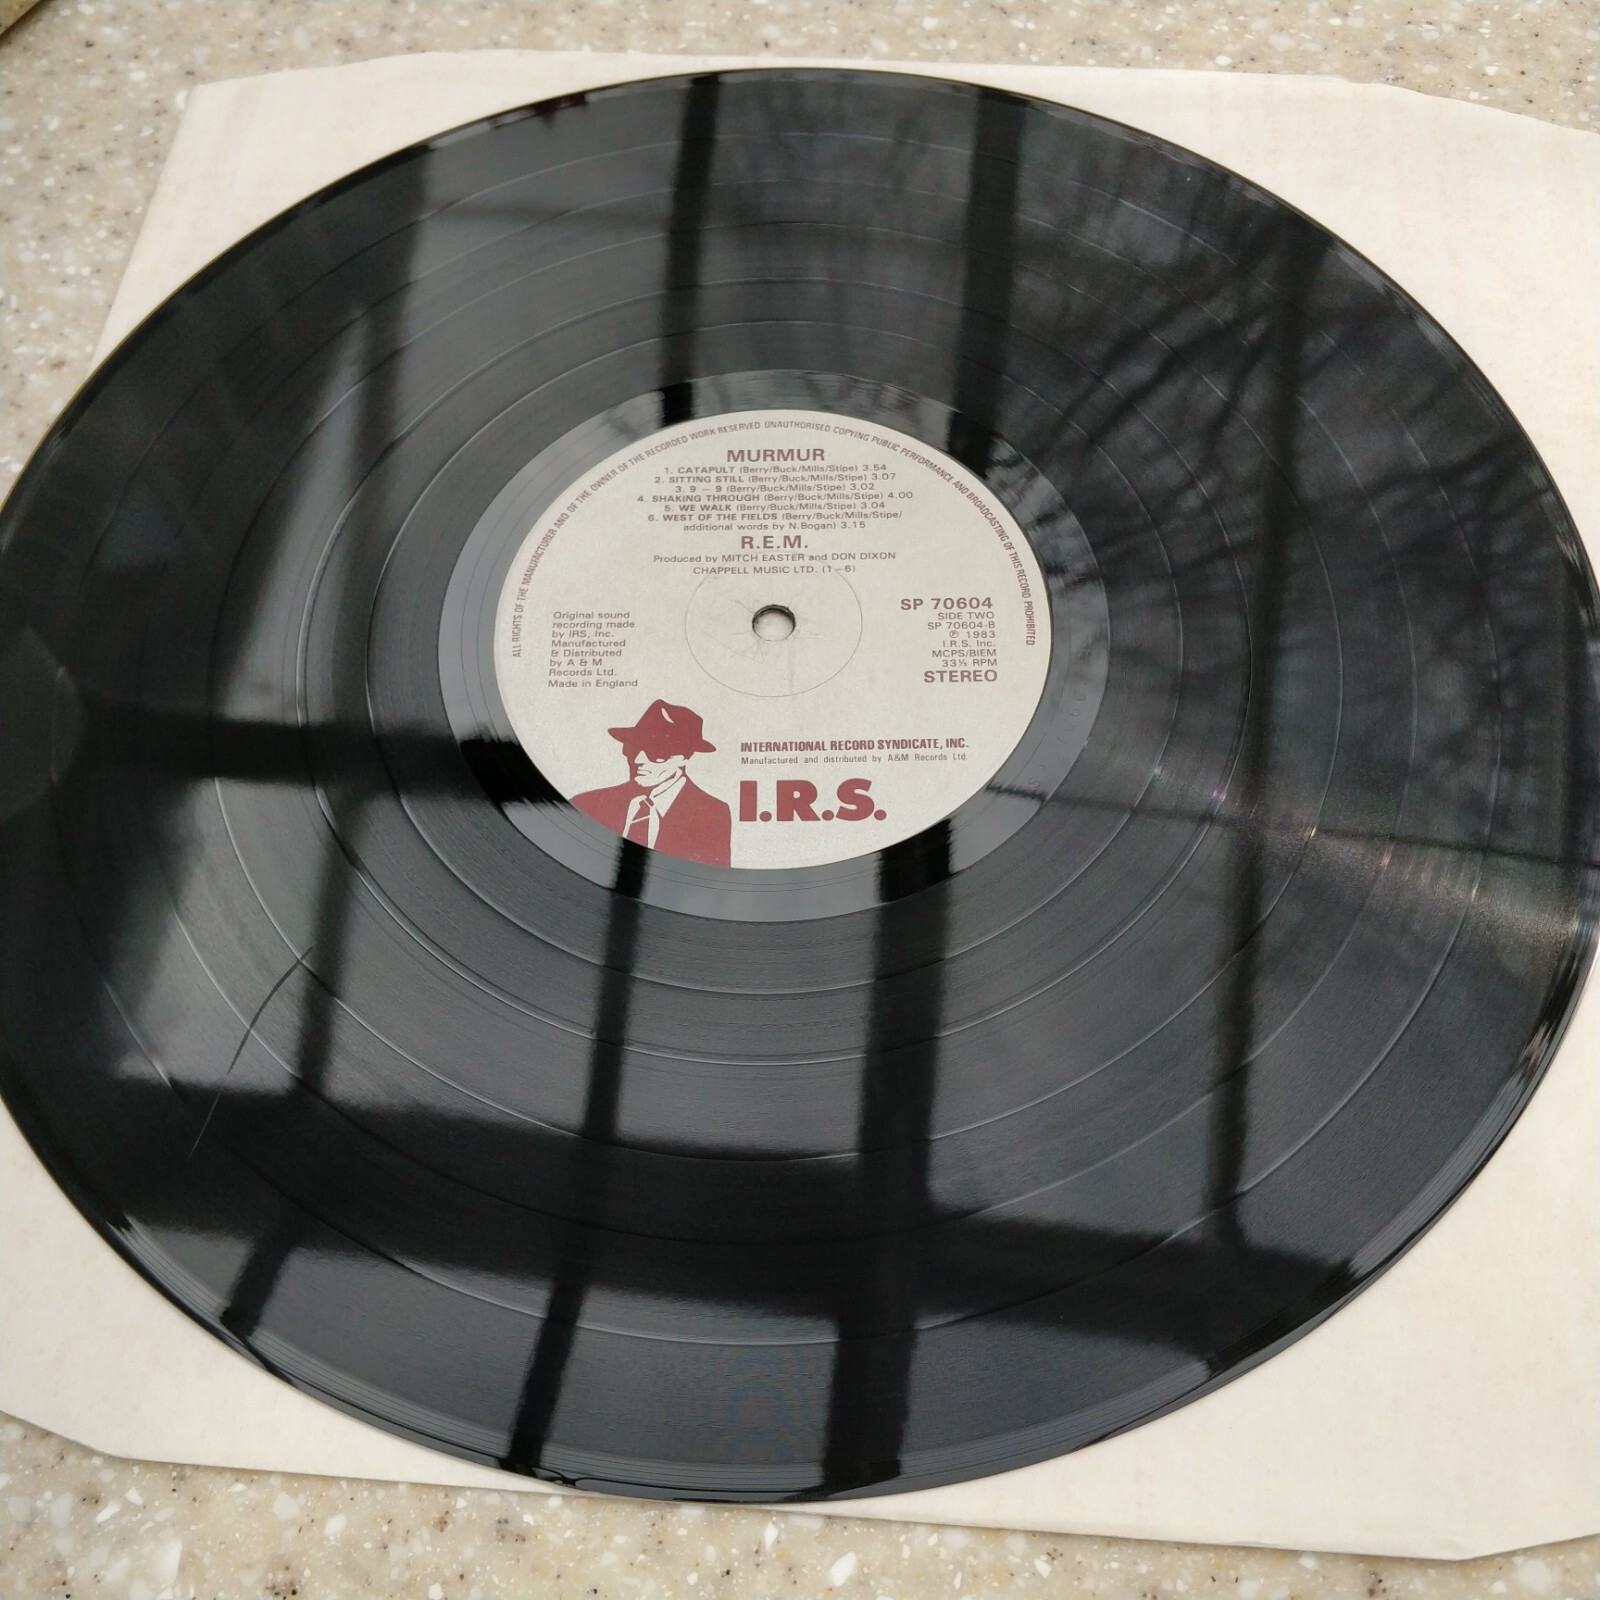 ALL RIGHTS OF THE MANUFACTURER AND OF THE OWNER OF THE RECORDED WORK RESERVED UNAUTHORISED COPYING PUBLIC PERFORMANCE AND BROADCASTING OF THIS RECORD PROHIBITED
MURMUR
1. CATAPULT (Berry/Buck/Mills/Stipe) 3.54
2. SITTING STILL (Berry/Buck/Mills/Stipe) 3.07
3. 9 – 9 (Berry/Buck/Mills/Stipe) 3.02
4. SHAKING THROUGH (Berry/Buck/Mills/Stipe) 4.00
5. WE WALK (Berry/Buck/Mills/Stipe) 3.04
6. WEST OF THE FIELDS (Berry/Buck/Mills/Stipe/
additional words by N.Bogan) 3.15
R.E.M.
Produced by MITCH EASTER and DON DIXON
CHAPPELL MUSIC LTD. (1–6)
Original sound
recording made
by IRS, Inc.
Manufactured
& Distributed
by A & M
Records Ltd.
Made in England
SP 70604
SIDE TWO
SP 70604-B
℗ 1983
I.R.S. Inc.
MCPS/BIEM
33⅓ RPM
STEREO
INTERNATIONAL RECORD SYNDICATE, INC.
Manufactured and distributed by A&M Records Ltd.
I.R.S.